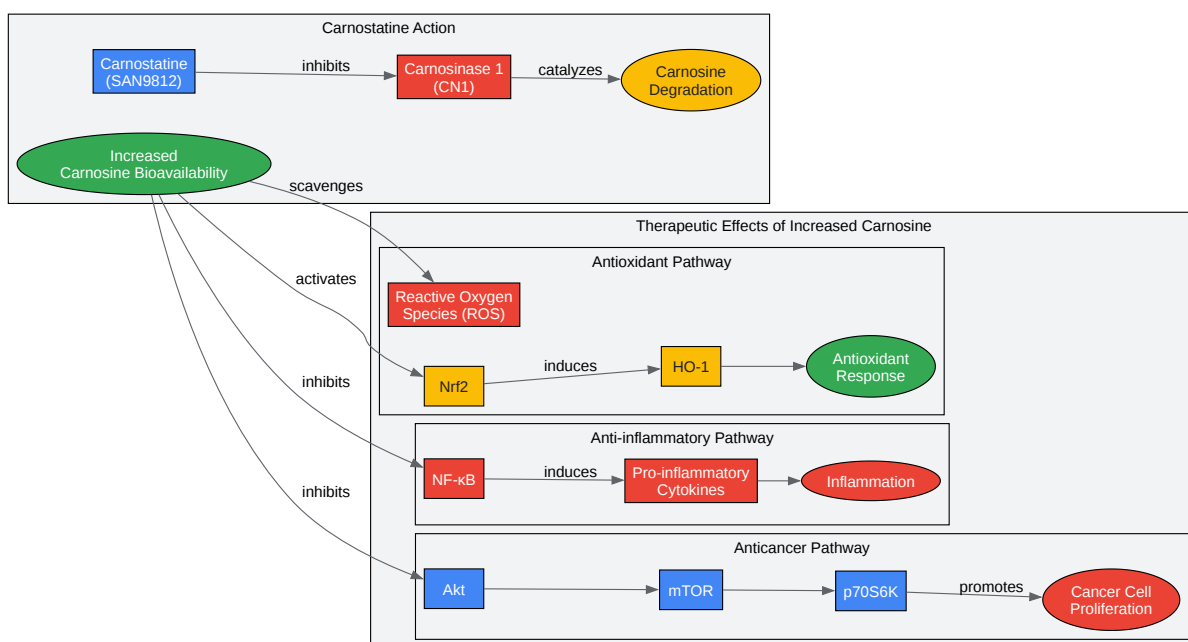 Carnostatine Action
Carnostatine
(SAN9812)
inhibits
Carnosinase 1
(CN1)
catalyzes
Carnosine
Degradation
Increased
Carnosine Bioavailability
scavenges
Therapeutic Effects of Increased Carnosine
Antioxidant Pathway
activates
Reactive Oxygen
Species (ROS)
Nrf2
induces
HO-1
Antioxidant
Response
inhibits
Anti-inflammatory Pathway
NF-κB
induces
Pro-inflammatory
Cytokines
Inflammation
inhibits
Anticancer Pathway
Akt
mTOR
p70S6K
promotes
Cancer Cell
Proliferation